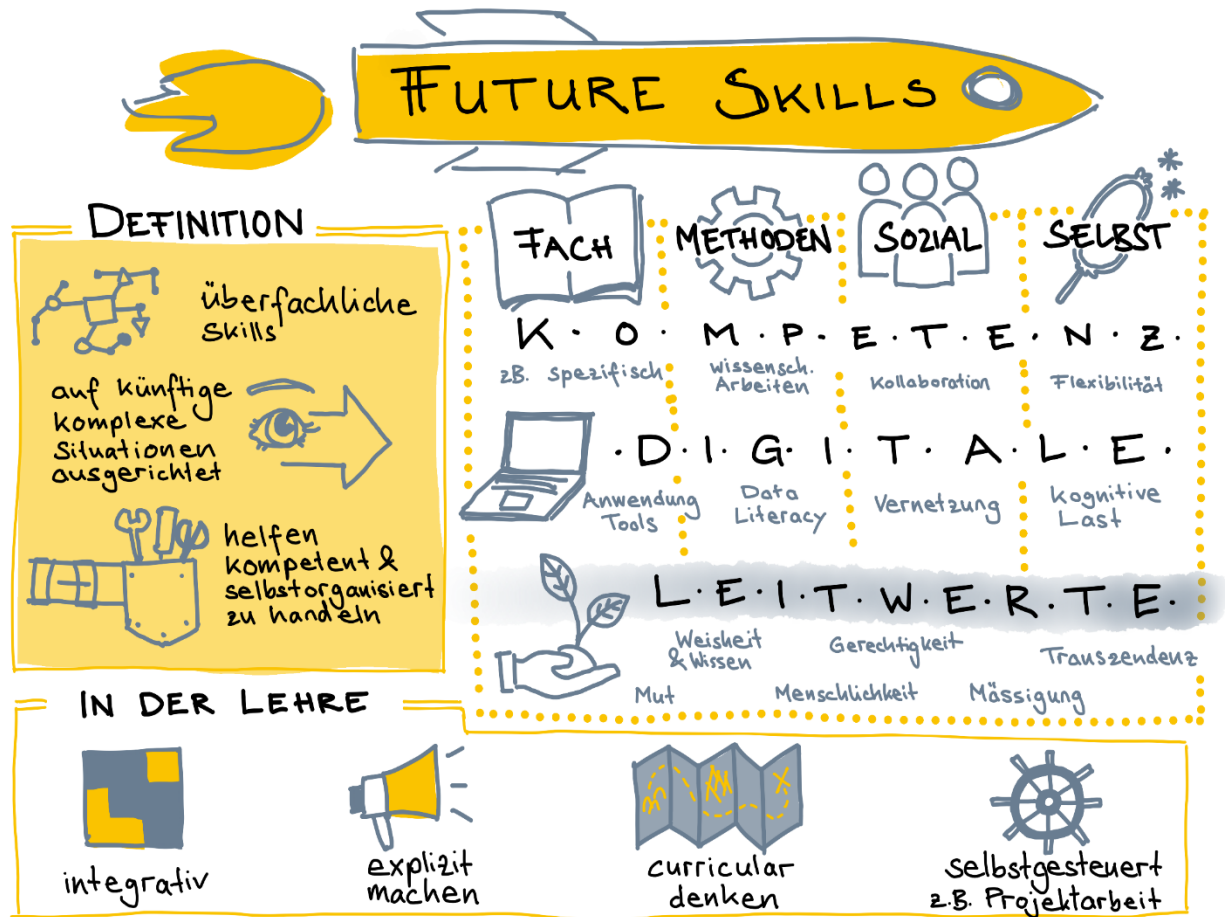 FUTURE SKILLS
DEFINITION
überfachliche
Skills
auf künftige
komplexe
Situationen
ausgerichtet
helfen
kompetent &
selbstorganisiert
zu handeln
FACH METHODEN SOZIAL SELBST
K·O·M·P·E·T·E·N·Z·
z.B. spezifisch
wissensch.
Arbeiten
Kollaboration
Flexibilität
·D·I·G·I·T·A·L·E·
Anwendung
Tools
Data
Literacy
Vernetzung
Kognitive
Last
L·E·I·T·W·E·R·T·E·
Weisheit
& Wissen
Gerechtigkeit
Transzendenz
Mut
Menschlichkeit
Mässigung
IN DER LEHRE
integrativ
explizit
machen
curricular
denken
selbstgesteuert
z.B. Projektarbeit